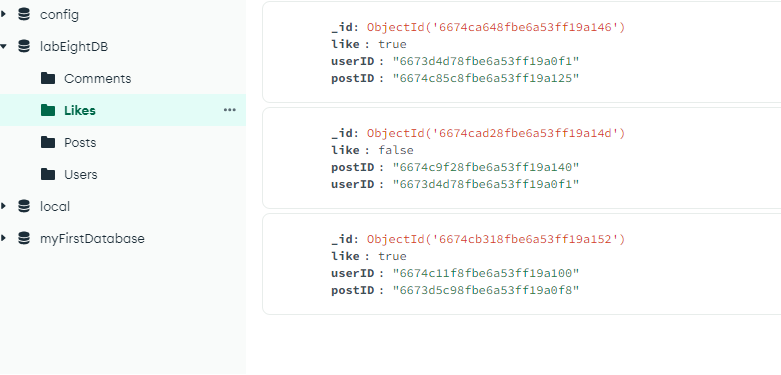 config
labEightDB
Comments
Likes
Posts
Users
local
myFirstDatabase
_id: ObjectId('6674ca648fbe6a53ff19a146')
like : true
userID : "6673d4d78fbe6a53ff19a0f1"
postID : "6674c85c8fbe6a53ff19a125"
_id: ObjectId('6674cad28fbe6a53ff19a14d')
like : false
postID : "6674c9f28fbe6a53ff19a140"
userID : "6673d4d78fbe6a53ff19a0f1"
_id: ObjectId('6674cb318fbe6a53ff19a152')
like : true
userID : "6674c11f8fbe6a53ff19a100"
postID : "6673d5c98fbe6a53ff19a0f8"